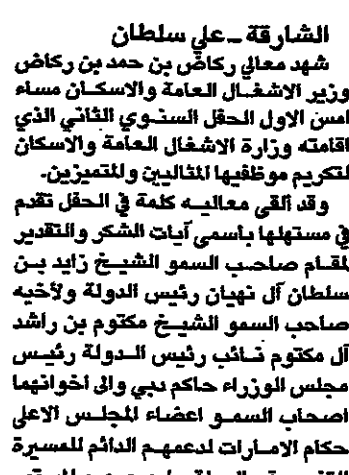 الشارقة ـ علي سلطان
شهد معالي ركاض بن حمد بن ركاض
وزير الاشغال العامة والاسكان مساء
امس الاول الحفل السنوي الثاني الذي
اقامته وزارة الاشغال العامة والاسكان
لتكريم موظفيها المثاليين والمتميزين.
وقد ألقى معاليه كلمة في الحفل تقدم
في مستهلها باسمى آيات الشكر والتقدير
لمقام صاحب السمو الشيخ زايد بن
سلطان آل نهيان رئيس الدولة ولأخيه
صاحب السمو الشيخ مكتوم بن راشد
آل مكتوم نائب رئيس الدولة رئيس
مجلس الوزراء حاكم دبي والى اخوانهما
اصحاب السمو اعضاء المجلس الاعلى
حكام الامارات لدعمهم الدائم للمسيرة